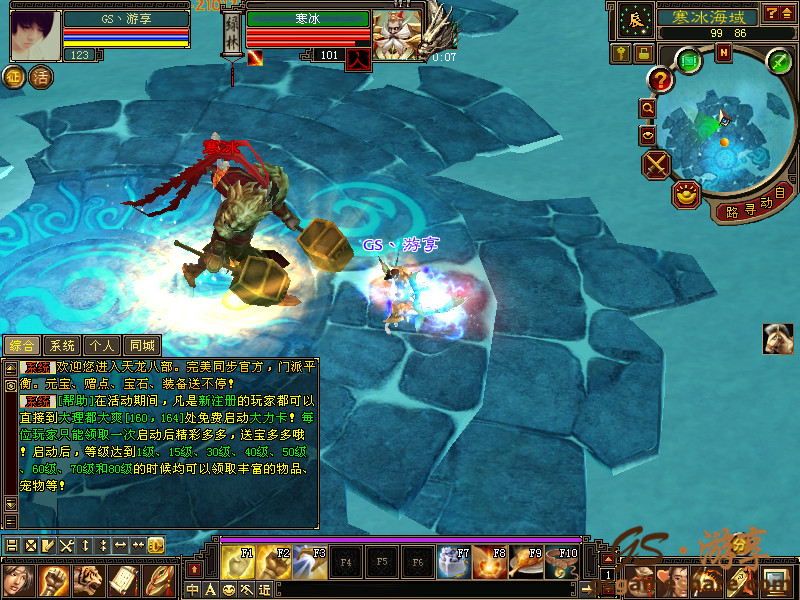 GS丶游享
123
征 活
绿林
寒冰
101
0:07
辰
寒冰海域
99 86
N
自动寻路
寒冰
GS丶游享
综合 系统 个人 同城
系统 欢迎您进入天龙八部。完美同步官方，门派平
衡。元宝、赠点、宝石、装备送不停！
系统 [帮助]在活动期间，凡是新注册的玩家都可以
直接到大理都大爽[160，164]处免费启动大力卡！每
位玩家只能领取一次启动后精彩多多，送宝多多哦
！启动后，等级达到1级、15级、30级、40级、50级
、60级、70级和80级的时候均可以领取丰富的物品、
宠物等！
F1 F2 F3 F4 F5 F6 F7 F8 F9 F10
中 A 近
1
GS·游享